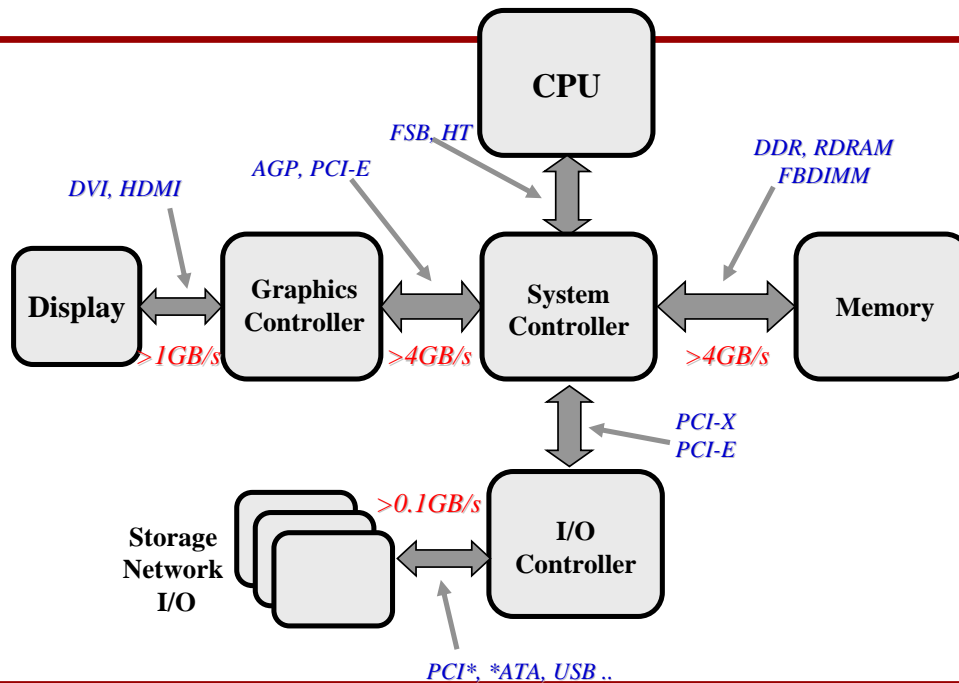 CPU
FSB, HT
DDR, RDRAM
FBDIMM
AGP, PCI-E
DVI, HDMI
Display
Graphics
Controller
System
Controller
Memory
>1GB/s
>4GB/s
>4GB/s
PCI-X
PCI-E
>0.1GB/s
Storage
Network
I/O
I/O
Controller
PCI*, *ATA, USB ..